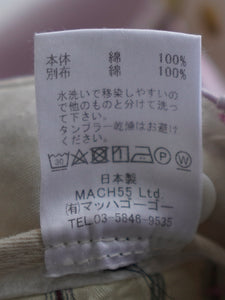 本体 綿 100%
別布 綿 100%
水洗いで移染しやすいの
で他のものと分けて洗っ
て下さい。
タンブラー乾燥はお避け
ください。
日本製
MACH55 Ltd.
㈲マッハゴーゴー
TEL03-5848-9535